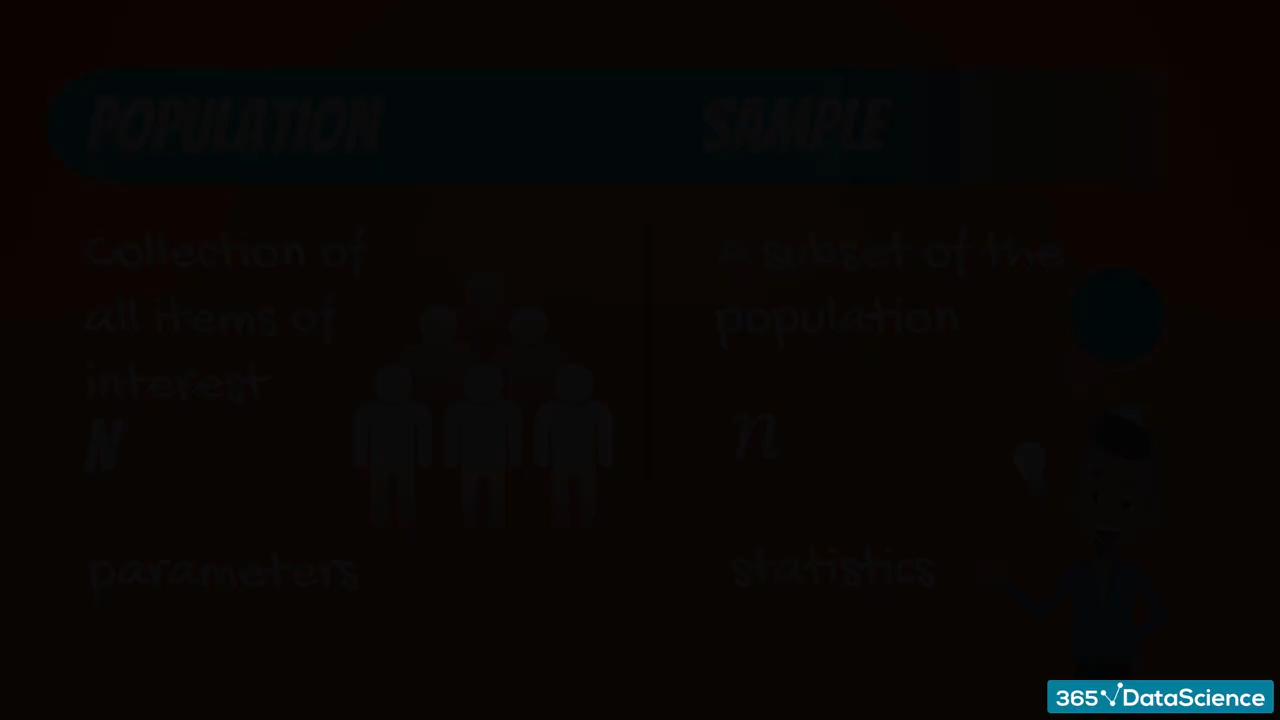 POPULATION
SAMPLE
Collection of
all items of
interest
N
parameters
A subset of the
population
n
statistics
365 DataScience